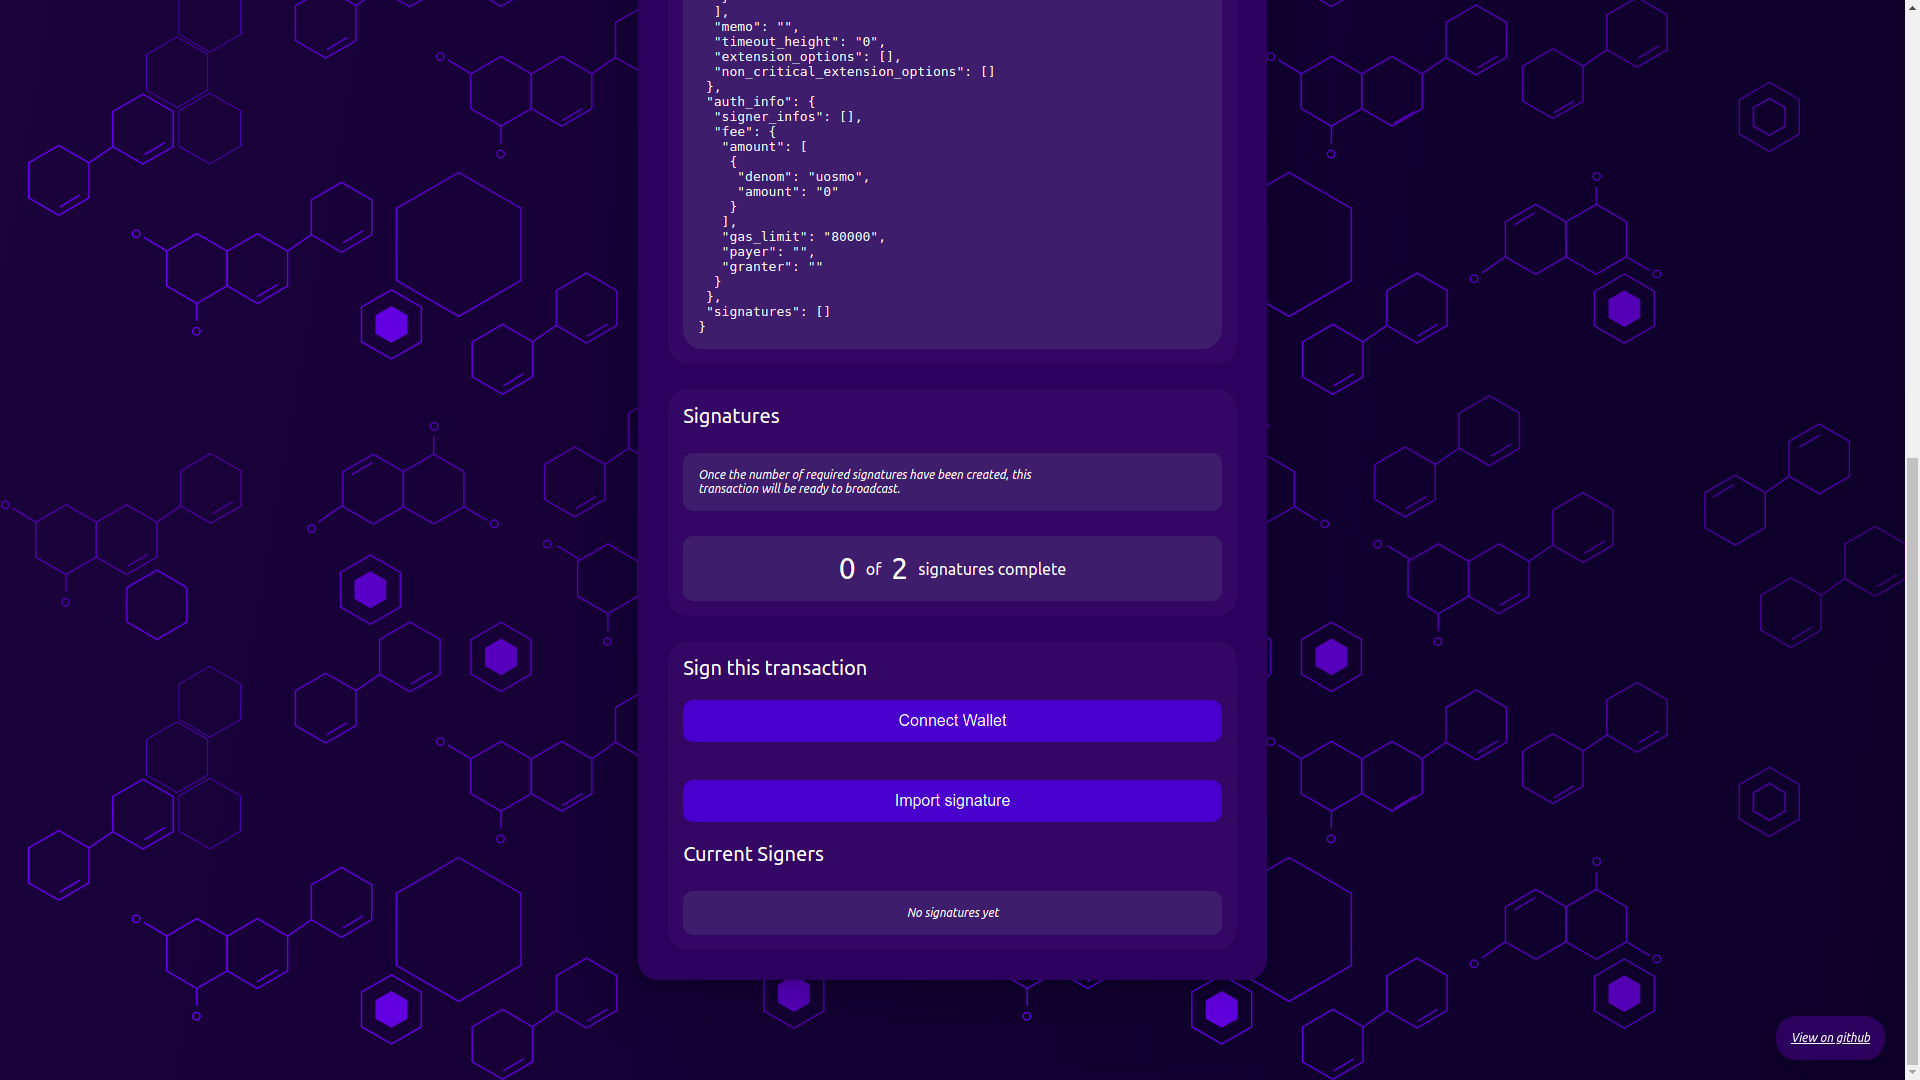 ],
"memo": "",
"timeout_height": "0",
"extension_options": [],
"non_critical_extension_options": []
},
"auth_info": {
"signer_infos": [],
"fee": {
"amount": [
{
"denom": "uosmo",
"amount": "0"
}
],
"gas_limit": "80000",
"payer": "",
"granter": ""
}
},
"signatures": []
}
Signatures
Once the number of required signatures have been created, this
transaction will be ready to broadcast.
0 of 2 signatures complete
Sign this transaction
Connect Wallet
Import signature
Current Signers
No signatures yet
View on github